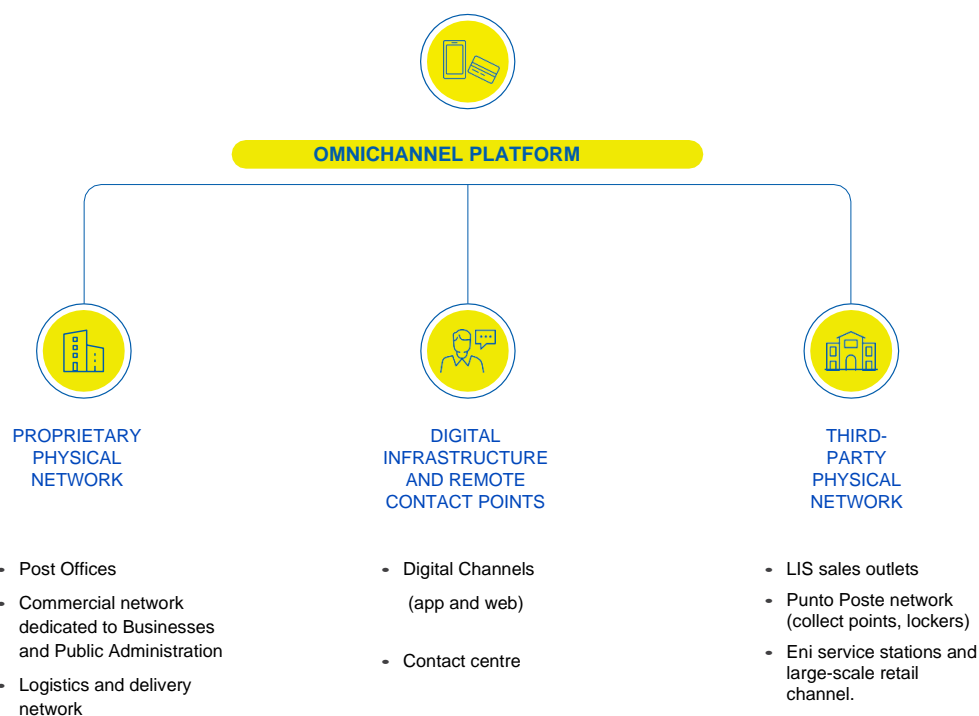 OMNICHANNEL PLATFORM
PROPRIETARY
PHYSICAL
NETWORK
• Post Offices
• Commercial network
dedicated to Businesses
and Public Administration
• Logistics and delivery
network
DIGITAL
INFRASTRUCTURE
AND REMOTE
CONTACT POINTS
• Digital Channels
(app and web)
• Contact centre
THIRD-
PARTY
PHYSICAL
NETWORK
• LIS sales outlets
• Punto Poste network
(collect points, lockers)
• Eni service stations and
large-scale retail
channel.